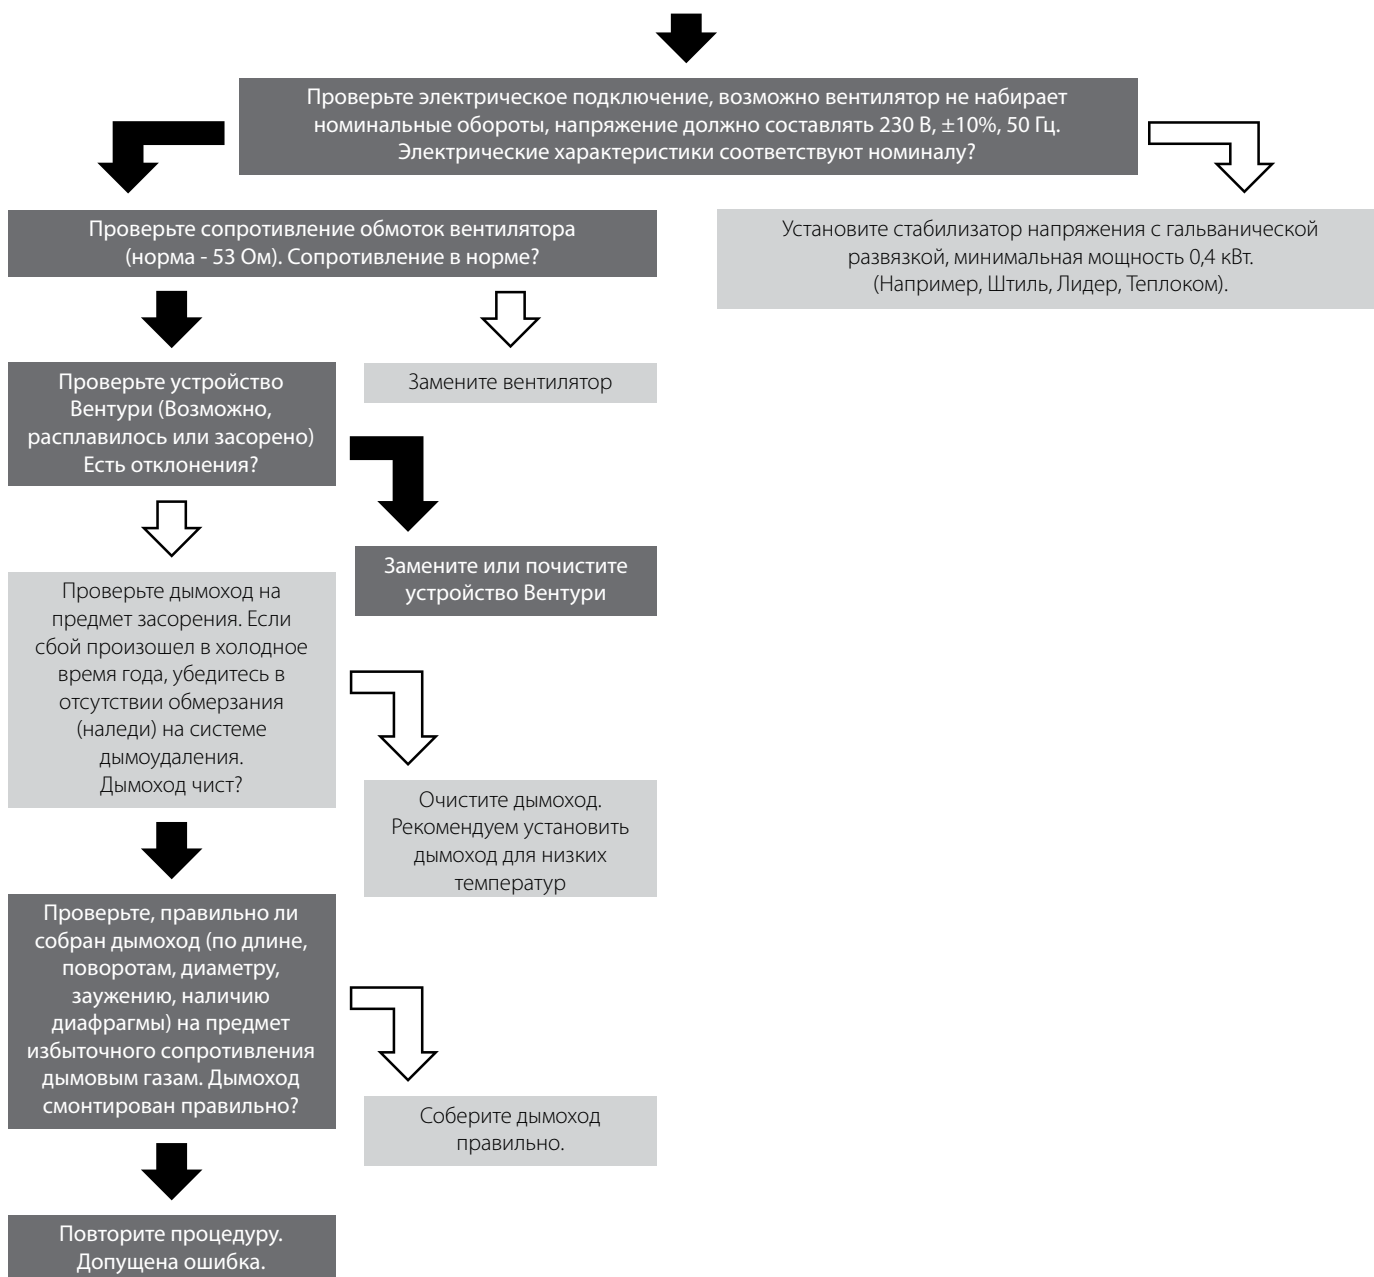 Проверьте электрическое подключение, возможно вентилятор не набирает
номинальные обороты, напряжение должно составлять 230 В, ±10%, 50 Гц.
Электрические характеристики соответствуют номиналу?
Проверьте сопротивление обмоток вентилятора
(норма - 53 Ом). Сопротивление в норме?
Установите стабилизатор напряжения с гальванической
развязкой, минимальная мощность 0,4 кВт.
(Например, Штиль, Лидер, Теплоком).
Проверьте устройство
Вентури (Возможно,
расплавилось или засорено)
Есть отклонения?
Замените вентилятор
Замените или почистите
устройство Вентури
Проверьте дымоход на
предмет засорения. Если
сбой произошел в холодное
время года, убедитесь в
отсутствии обмерзания
(наледи) на системе
дымоудаления.
Дымоход чист?
Очистите дымоход.
Рекомендуем установить
дымоход для низких
температур
Проверьте, правильно ли
собран дымоход (по длине,
поворотам, диаметру,
заужению, наличию
диафрагмы) на предмет
избыточного сопротивления
дымовым газам. Дымоход
смонтирован правильно?
Соберите дымоход
правильно.
Повторите процедуру.
Допущена ошибка.